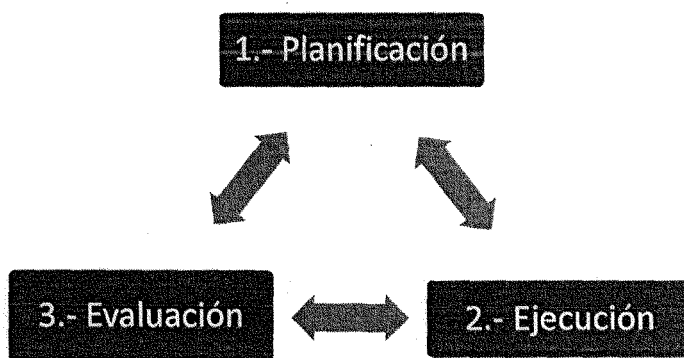 1.- Planificación
3.- Evaluación
2.- Ejecución